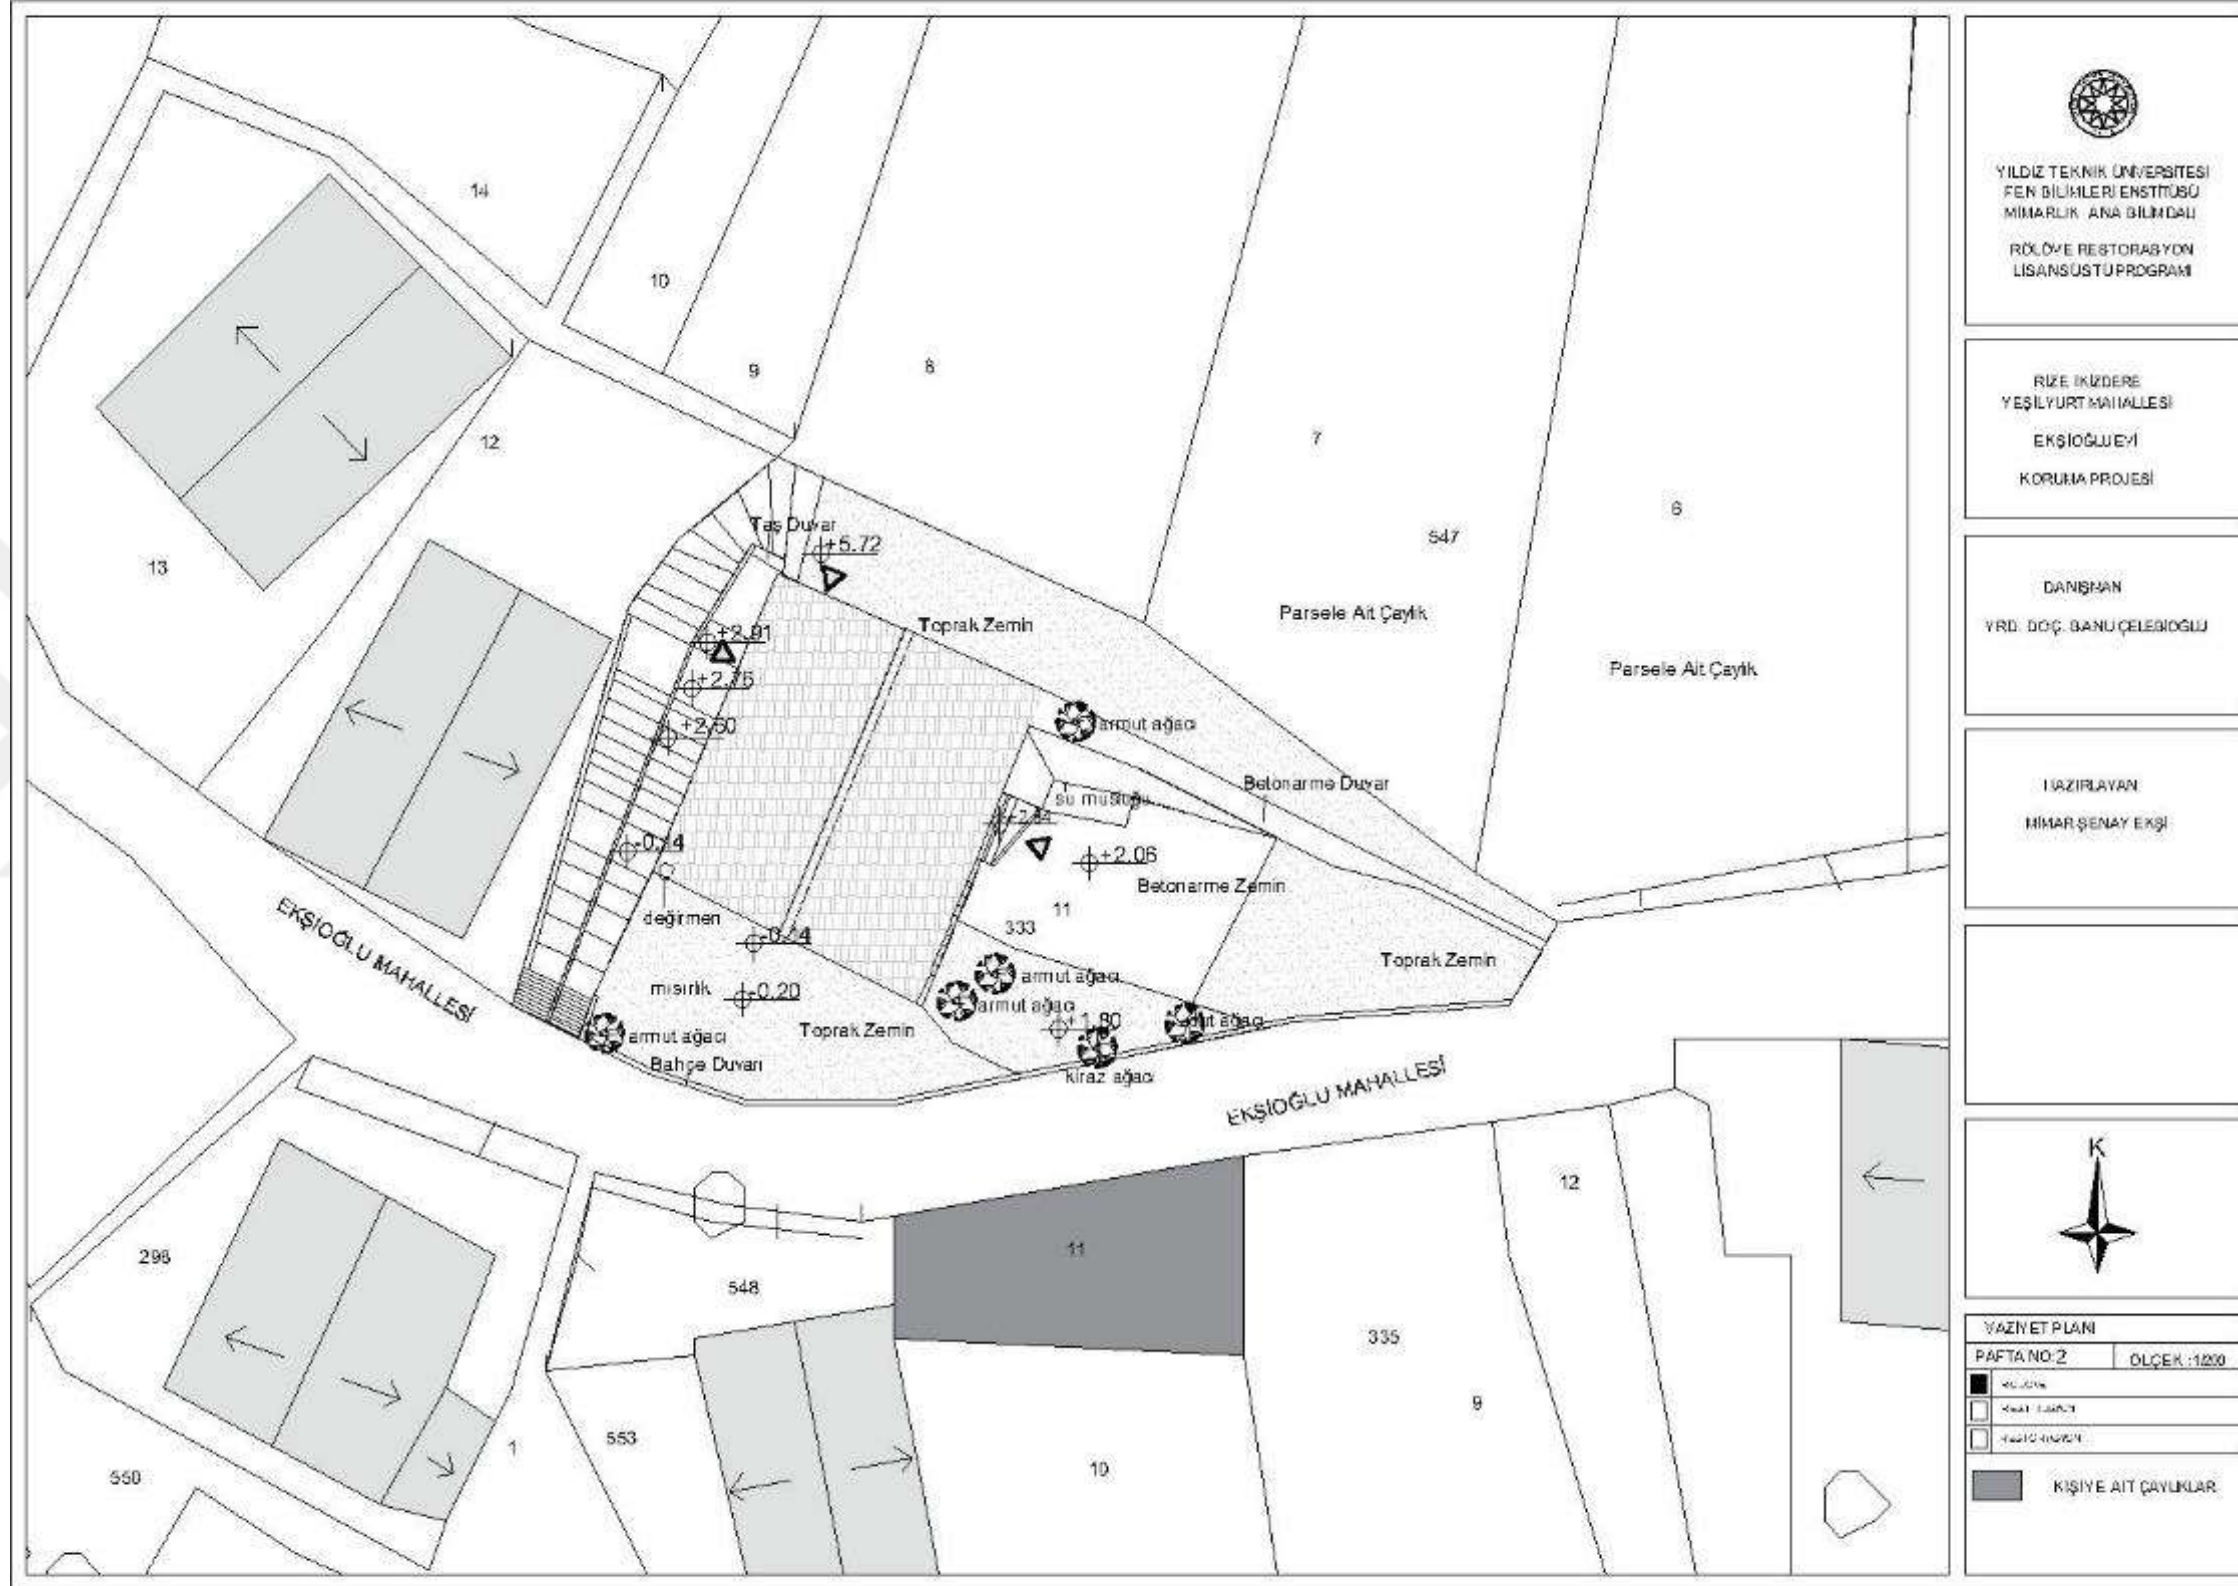 14
10
9
8
7
6
12
13
547
Taş Duvar
+5.72
Toprak Zemin
Parsele Ait Çaylık
Parsele Ait Çaylık
+2.91
+2.75
+2.50
armut ağacı
Betonarme Duvar
su musluğu
-0.14
+2.06
Betonarme Zemin
değirmen
11
333
EKŞİOĞLU MAHALLESİ
Toprak Zemin
armut ağacı
mısırlık
-0.20
armut ağacı
Toprak Zemin
armut ağacı
Bahçe Duvarı
kiraz ağacı
EKŞİOĞLU MAHALLESİ
12
11
298
548
335
9
553
1
10
550
YILDIZ TEKNİK ÜNİVERSİTESİ
FEN BİLİMLERİ ENSTİTÜSÜ
MİMARLIK ANA BİLİM DALI
RÖLÖVE RESTORASYON
LİSANSÜSTÜ PROGRAMI
RİZE İKİZDERE
YEŞİLYURT MAHALLESİ
EKŞİOĞLU EVİ
KORUMA PROJESİ
DANIŞMAN
YRD. DOÇ. BANU ÇELEBİOĞLU
HAZIRLAYAN
MİMAR ŞENAY EKŞİ
K
VAZİYET PLANI
PAFTA NO:2
ÖLÇEK :1/200
KİŞİYE AİT ÇAYLIKLAR